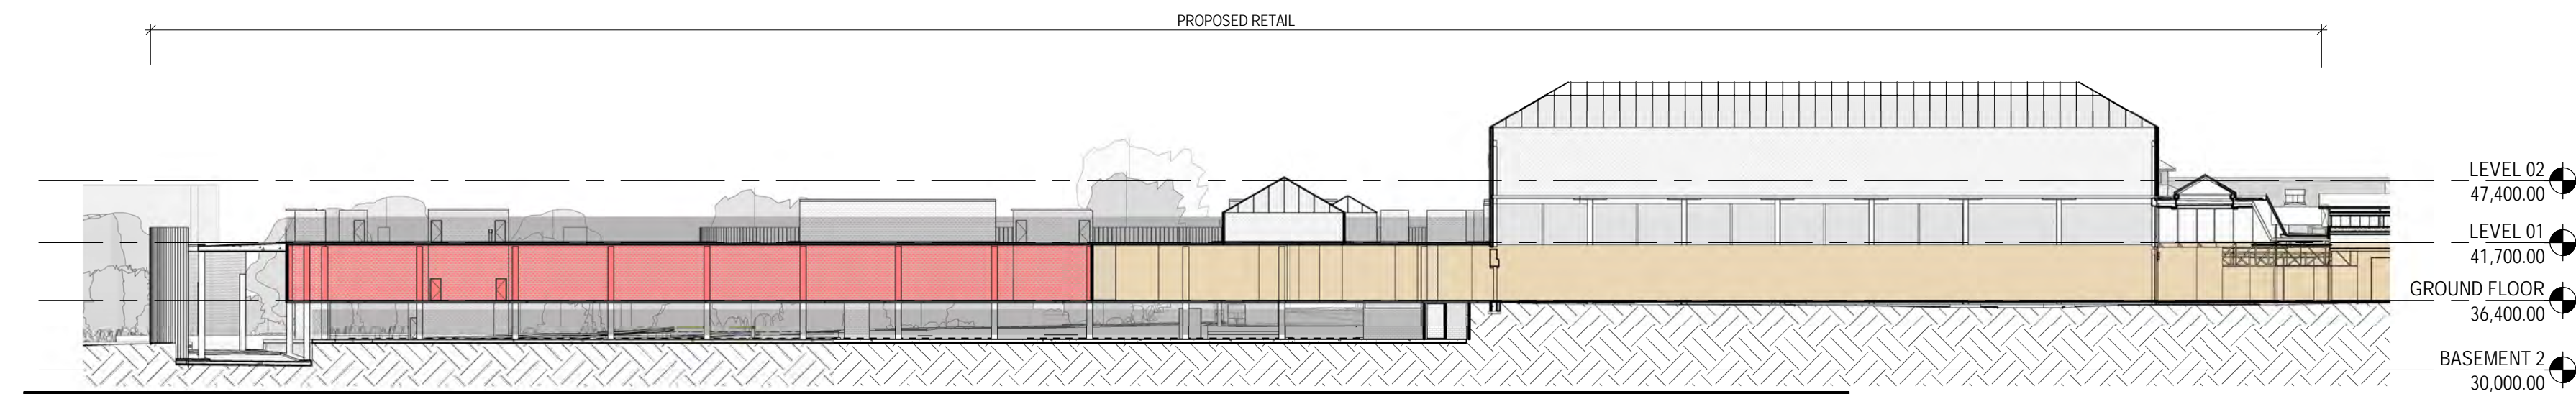 PROPOSED RETAIL
LEVEL 02
47,400.00
LEVEL 01
41,700.00
GROUND FLOOR
36,400.00
BASEMENT 2
30,000.00